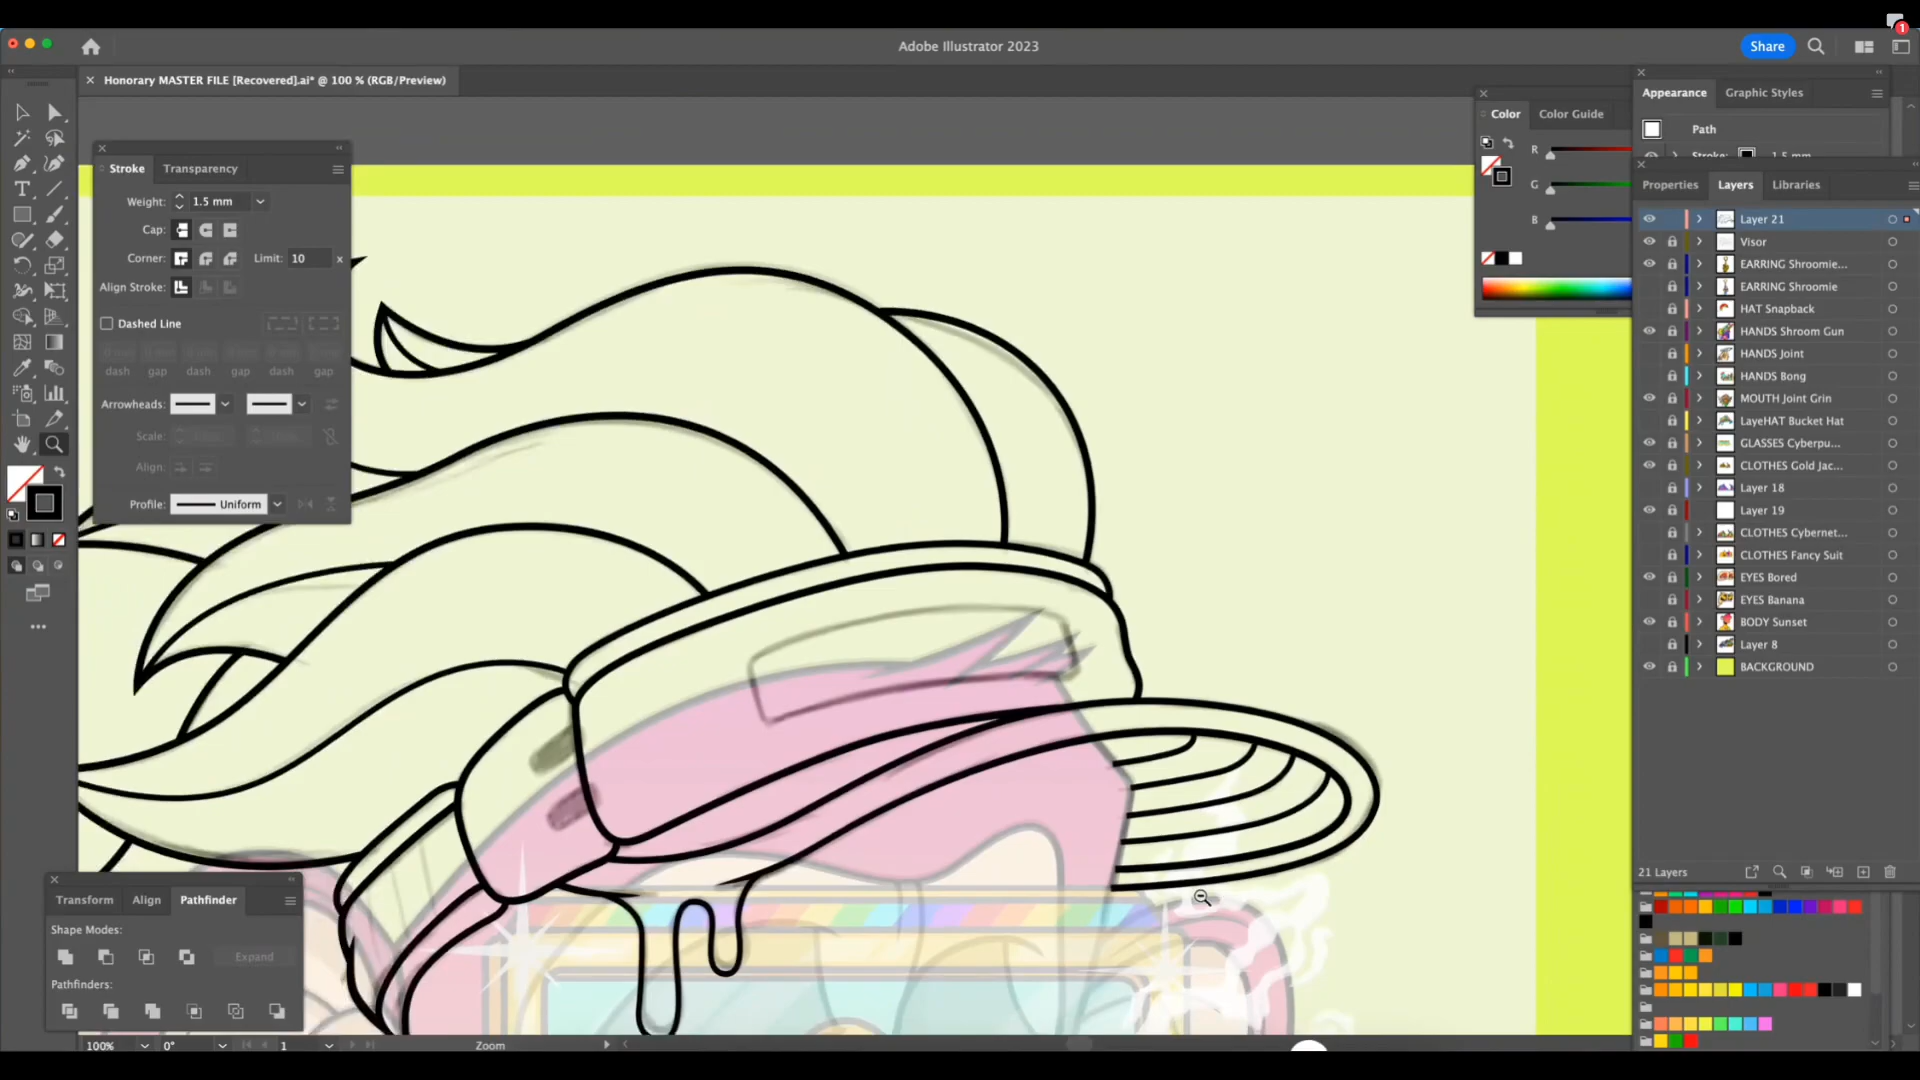 1
Adobe Illustrator 2023
Share
Honorary MASTER FILE [Recovered].ai* @ 100 % (RGB/Preview)
Stroke
Transparency
Weight: 1.5 mm
Cap:
Corner: Limit: 10 x
Align Stroke:
Dashed Line
dash gap dash gap dash gap
Arrowheads:
Scale:
Align:
Profile: Uniform
Transform Align Pathfinder
Shape Modes:
Expand
Pathfinders:
100% 0° 1 Zoom
Color Color Guide
R
G
B
Appearance Graphic Styles
Path
Stroke: 1.5 mm
Properties Layers Libraries
Layer 21
Visor
EARRING Shroomie...
EARRING Shroomie
HAT Snapback
HANDS Shroom Gun
HANDS Joint
HANDS Bong
MOUTH Joint Grin
LayeHAT Bucket Hat
GLASSES Cyberpu...
CLOTHES Gold Jac...
Layer 18
Layer 19
CLOTHES Cybernet...
CLOTHES Fancy Suit
EYES Bored
EYES Banana
BODY Sunset
Layer 8
BACKGROUND
21 Layers